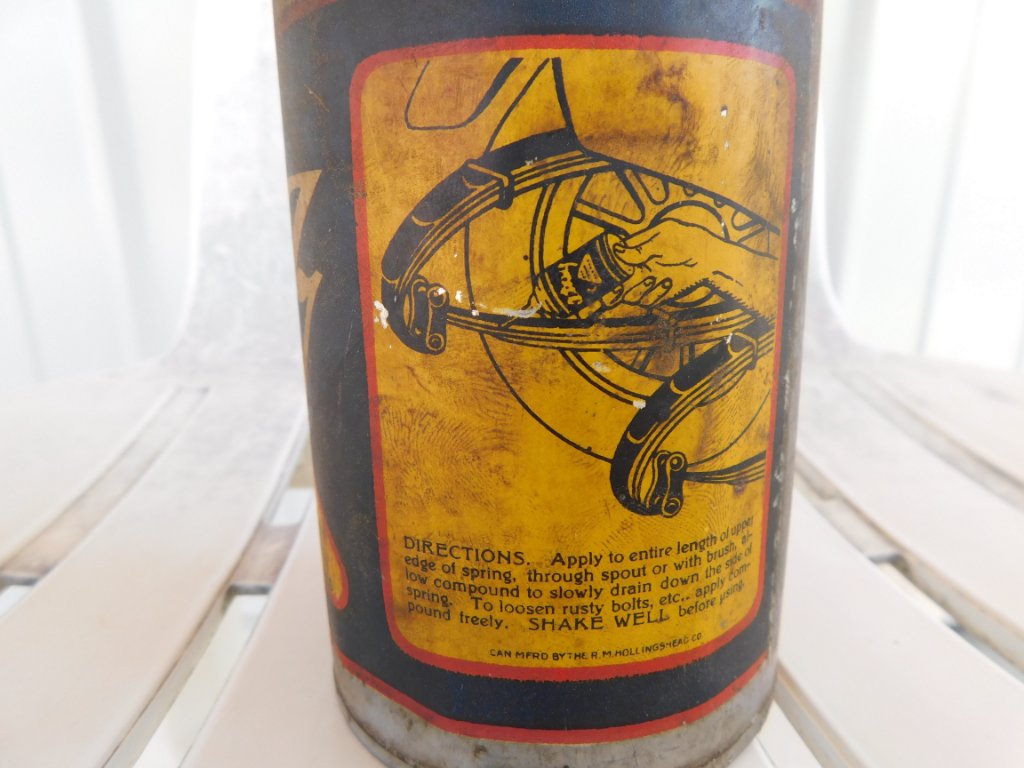 DIRECTIONS. Apply to entire length of upper
edge of spring, through spout or with brush, al-
low compound to slowly drain down the side of
spring. To loosen rusty bolts, etc., apply com-
pound freely. SHAKE WELL before using.
CAN MFRD BY THE R.M.HOLLINGSHEAD CO